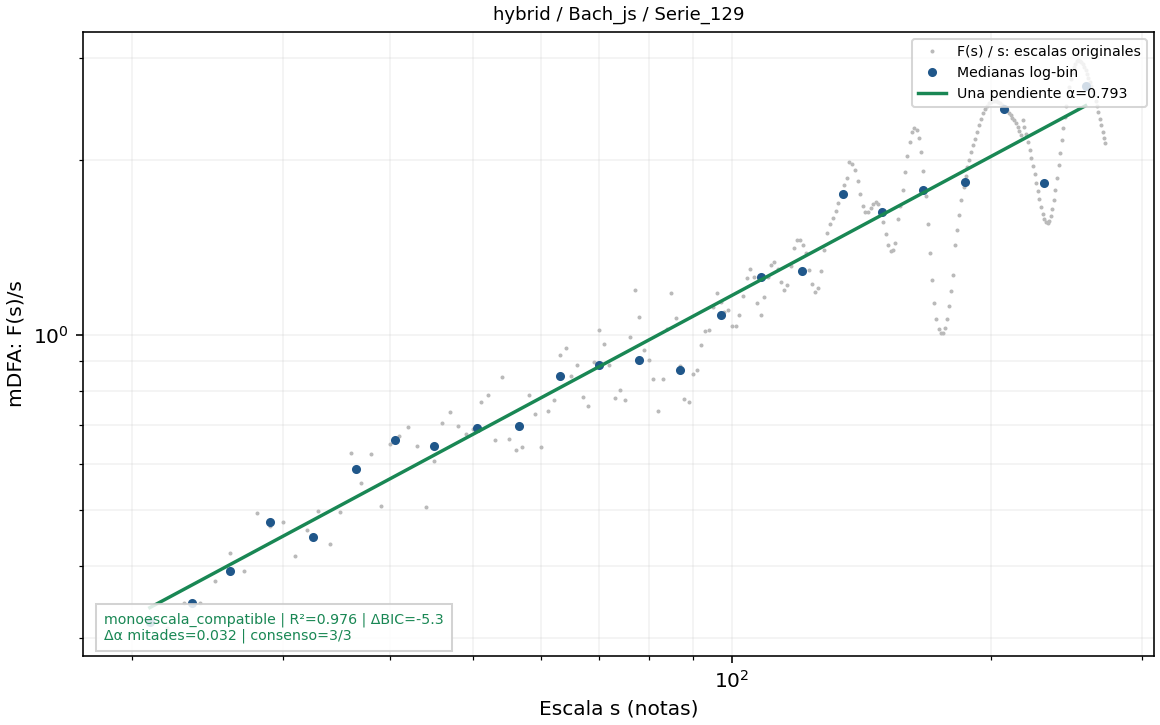 hybrid / Bach_js / Serie_129
F(s) / s: escalas originales
Medianas log-bin
Una pendiente α=0.793
mDFA: F(s)/s
10⁰
monoescala_compatible | R²=0.976 | ΔBIC=-5.3
Δα mitades=0.032 | consenso=3/3
10²
Escala s (notas)